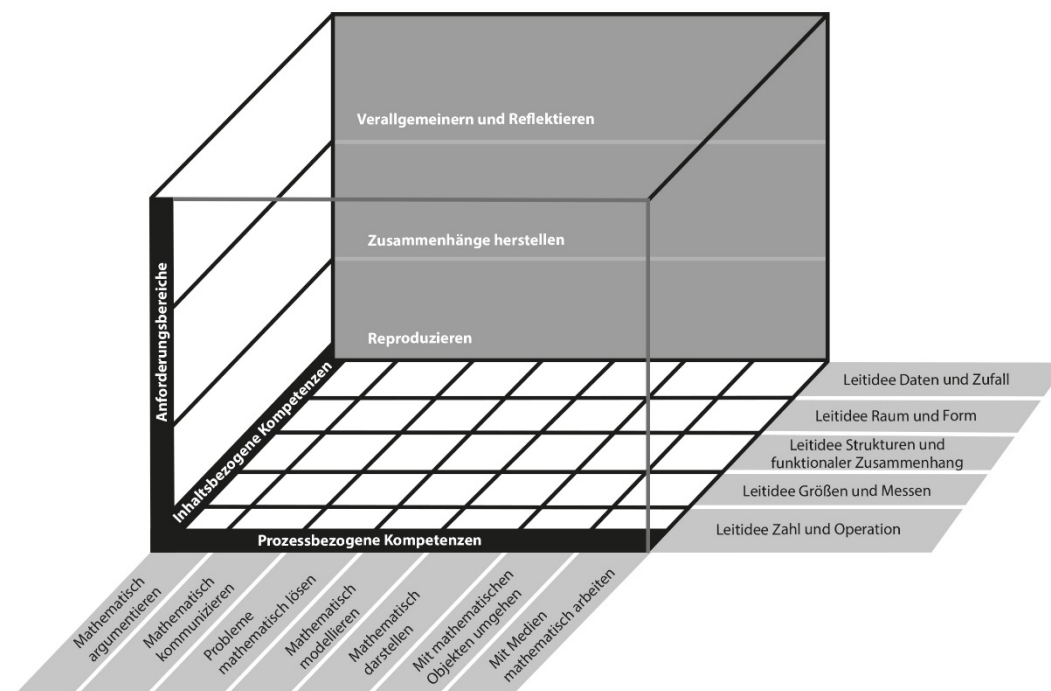 Verallgemeinern und Reflektieren
Zusammenhänge herstellen
Reproduzieren
Anforderungsbereiche
Inhaltsbezogene Kompetenzen
Prozessbezogene Kompetenzen
Leitidee Daten und Zufall
Leitidee Raum und Form
Leitidee Strukturen und
funktionaler Zusammenhang
Leitidee Größen und Messen
Leitidee Zahl und Operation
Mathematisch
argumentieren
Mathematisch
kommunizieren
Probleme
mathematisch lösen
Mathematisch
modellieren
Mathematisch
darstellen
Mit mathematischen
Objekten umgehen
Mit Medien
mathematisch arbeiten